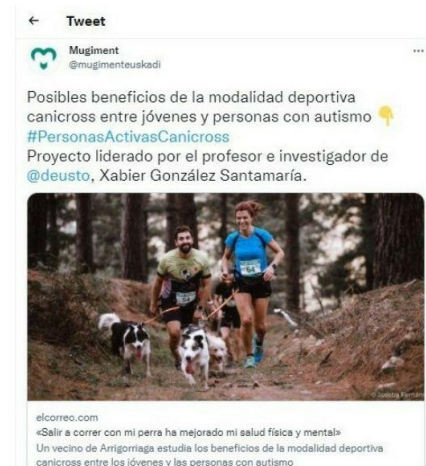 ← Tweet
Mugiment
@mugimenteuskadi
Posibles beneficios de la modalidad deportiva
canicross entre jóvenes y personas con autismo 👇
#PersonasActivasCanicross
Proyecto liderado por el profesor e investigador de
@deusto, Xabier González Santamaría.
64
elcorreo.com
«Salir a correr con mi perra ha mejorado mi salud física y mental»
Un vecino de Arrigorriaga estudia los beneficios de la modalidad deportiva
canicross entre los jóvenes y las personas con autismo